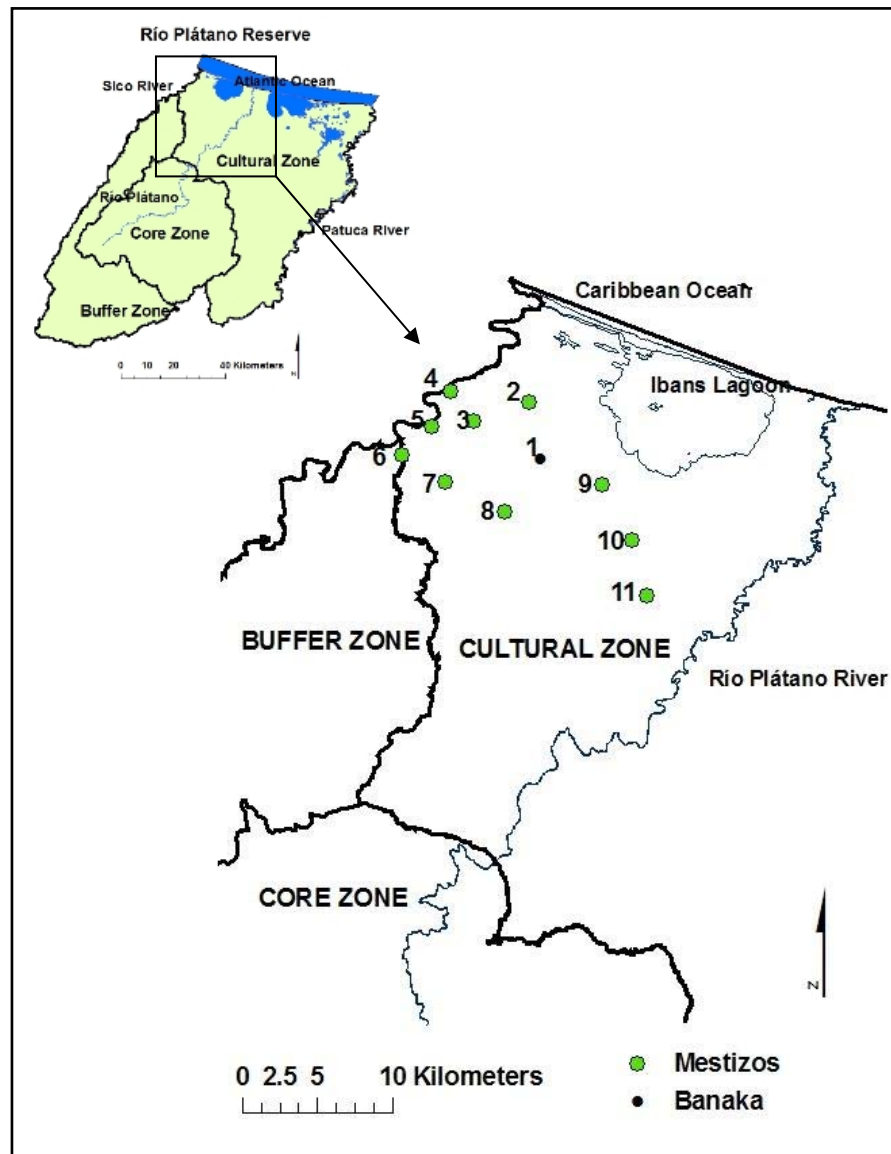 Río Plátano Reserve
Sico River
Atlantic Ocean
Cultural Zone
Río Plátano
Core Zone
Patuca River
Buffer Zone
0 10 20 40 Kilometers
N
Caribbean Ocean
Ibans Lagoon
4
2
5
3
1
6
7
9
8
10
11
BUFFER ZONE
CULTURAL ZONE
Río Plátano River
CORE ZONE
N
0 2.5 5 10 Kilometers
Mestizos
Banaka